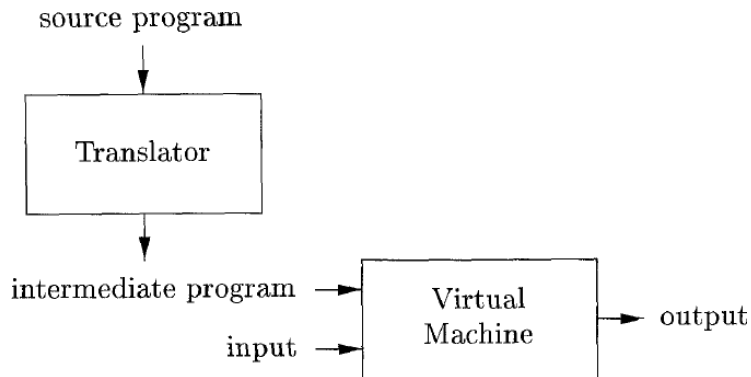 source program
Translator
intermediate program
input
Virtual
Machine
output